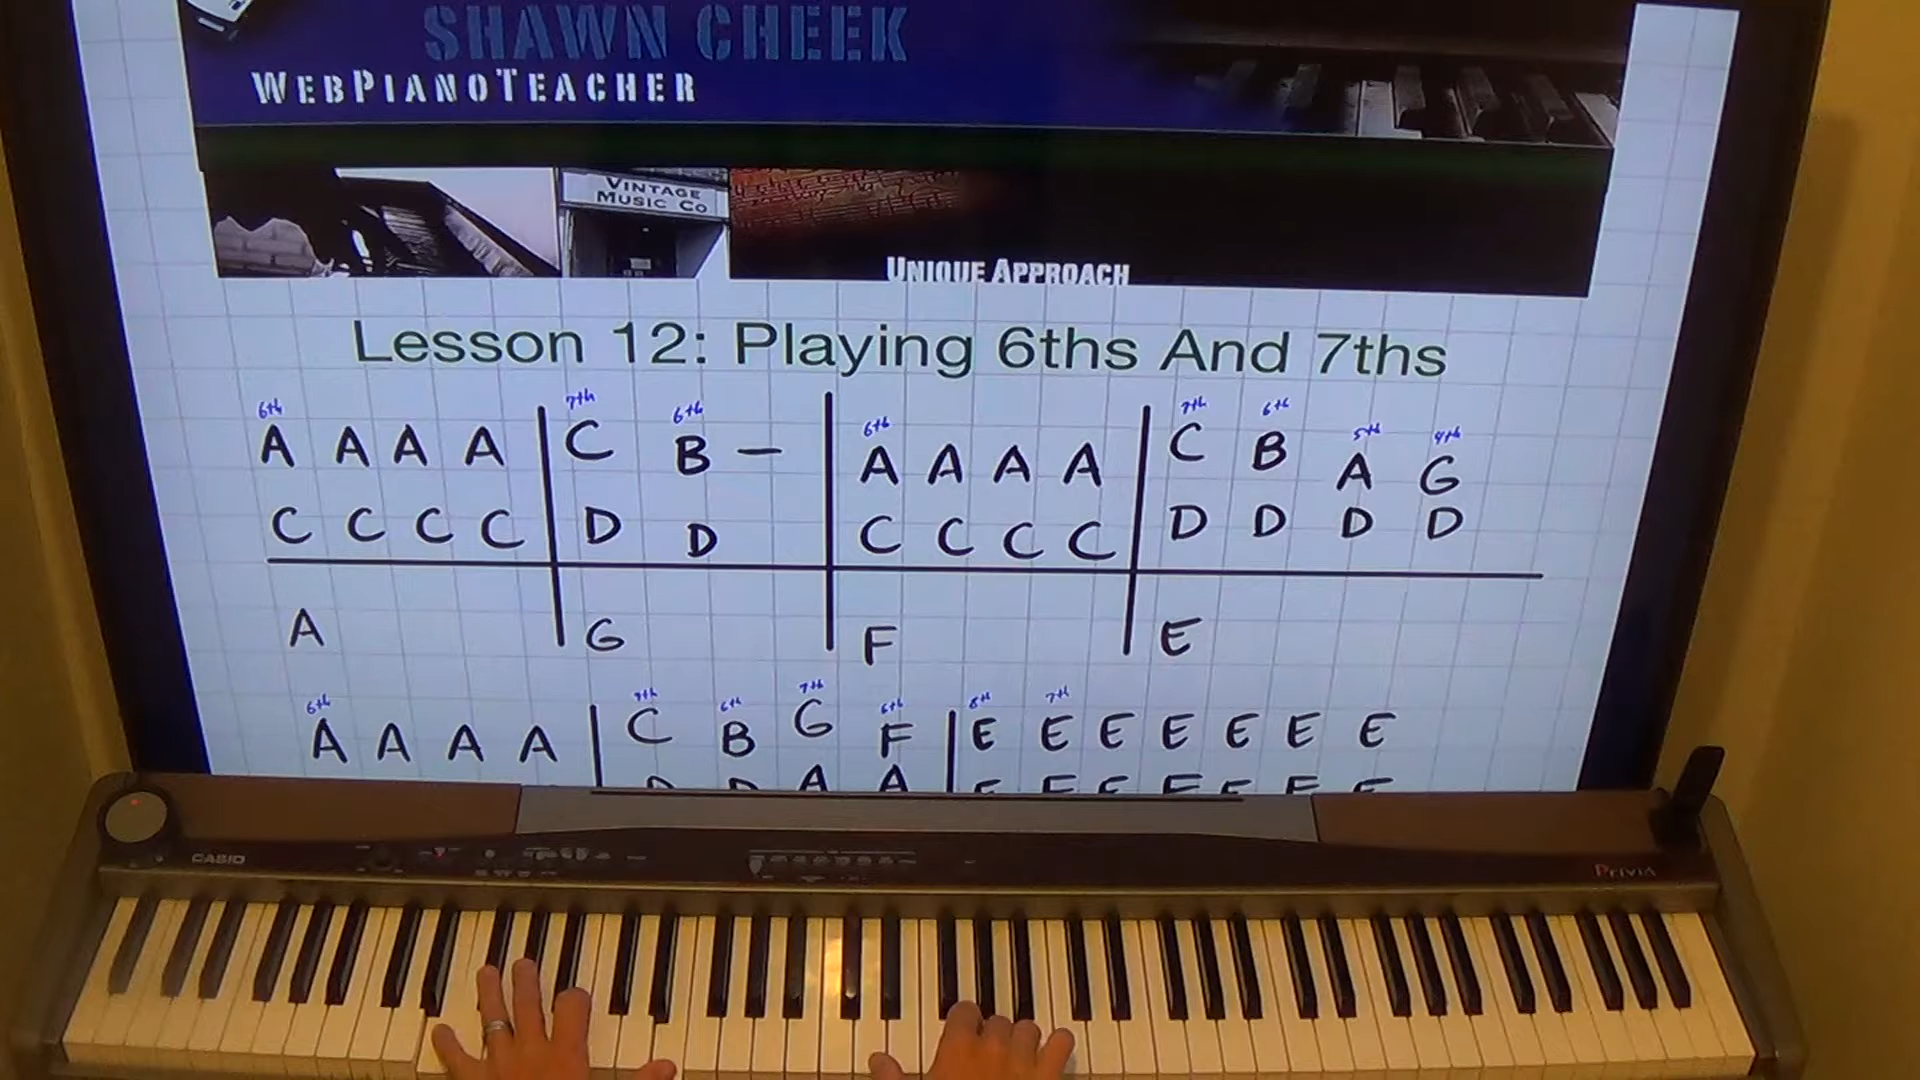 SHAWN CHEEK
WEBPIANOTEACHER
VINTAGE
MUSIC CO
UNIQUE APPROACH
Lesson 12: Playing 6ths And 7ths
6th 7th 6th 6th 7th 6th 5th 4th
A A A A C B – A A A A C B A G
C C C C D D C C C C D D D D
A G F E
6th 7th 6th 7th 6th 8th 7th
A A A A C B G F E E E E E E E
D D A A E E E E E E E
CASIO
PRIVIA